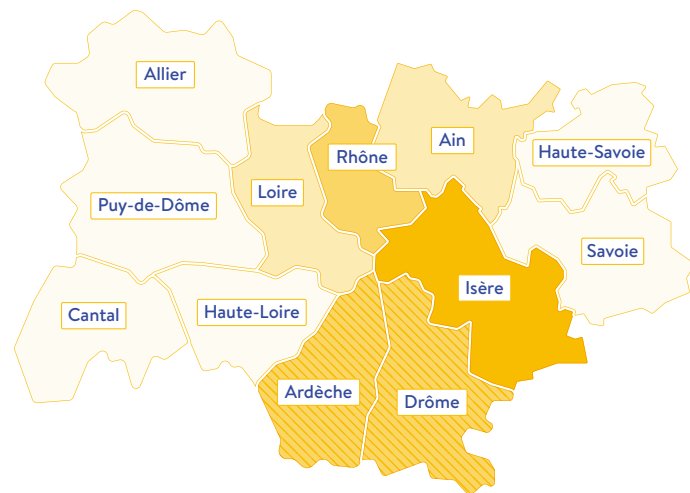 Allier
Ain
Rhône
Haute-Savoie
Loire
Puy-de-Dôme
Savoie
Isère
Haute-Loire
Cantal
Ardèche
Drôme